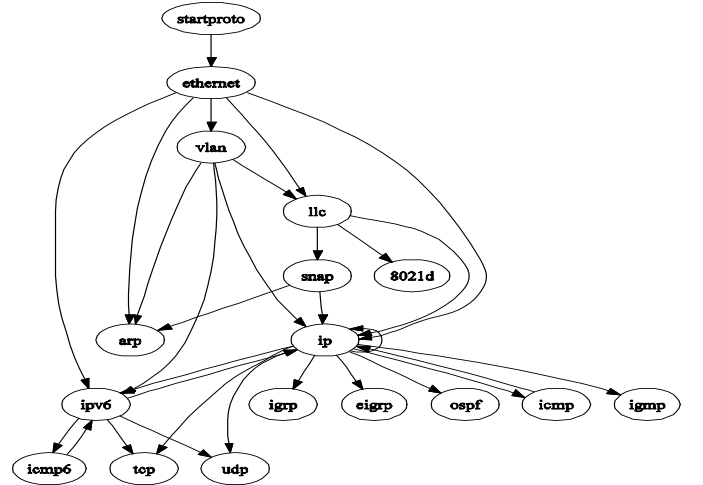 startproto
ethernet
vlan
llc
snap
8021d
arp
ip
ipv6
igrp
eigrp
ospf
icmp
igmp
icmp6
tcp
udp